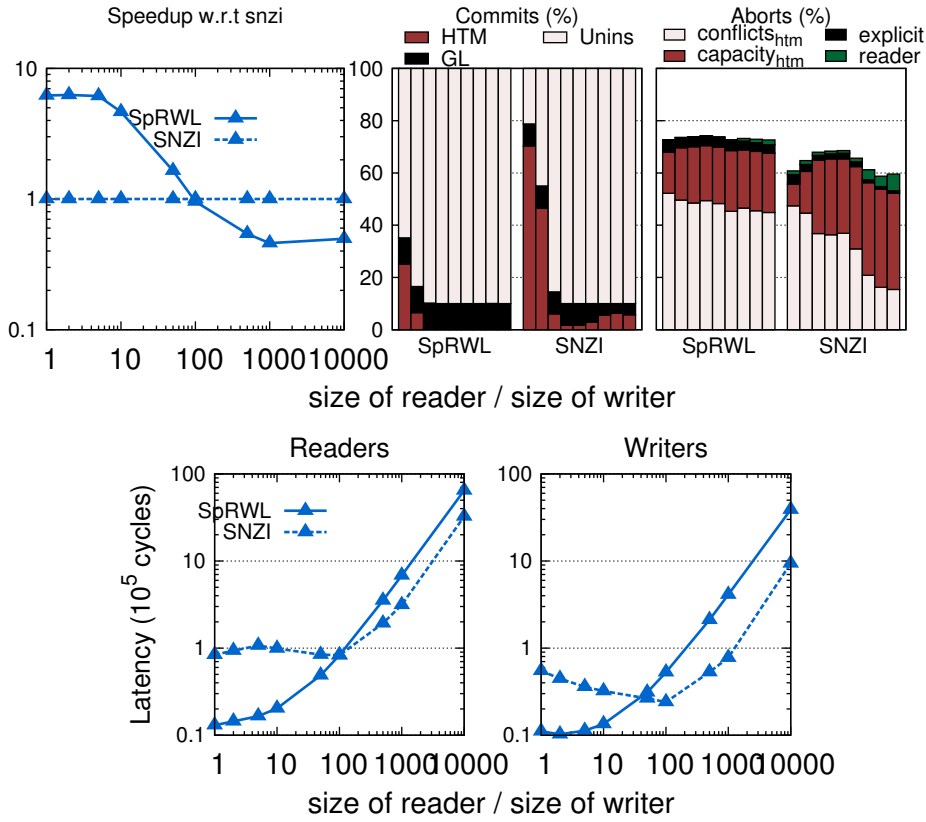 Speedup w.r.t snzi
10
1
0.1
SpRWL
SNZI
1
10
100
1000
10000
Commits (%)
HTM
Unins
GL
100
80
60
40
20
0
SpRWL
SNZI
Aborts (%)
conflicts_htm
explicit
capacity_htm
reader
SpRWL
SNZI
size of reader / size of writer
Readers
Latency (10^5 cycles)
100
10
1
0.1
SpRWL
SNZI
1
10
100
1000
Writers
100
10
1
0.1
1
10
100
1000
10000
size of reader / size of writer